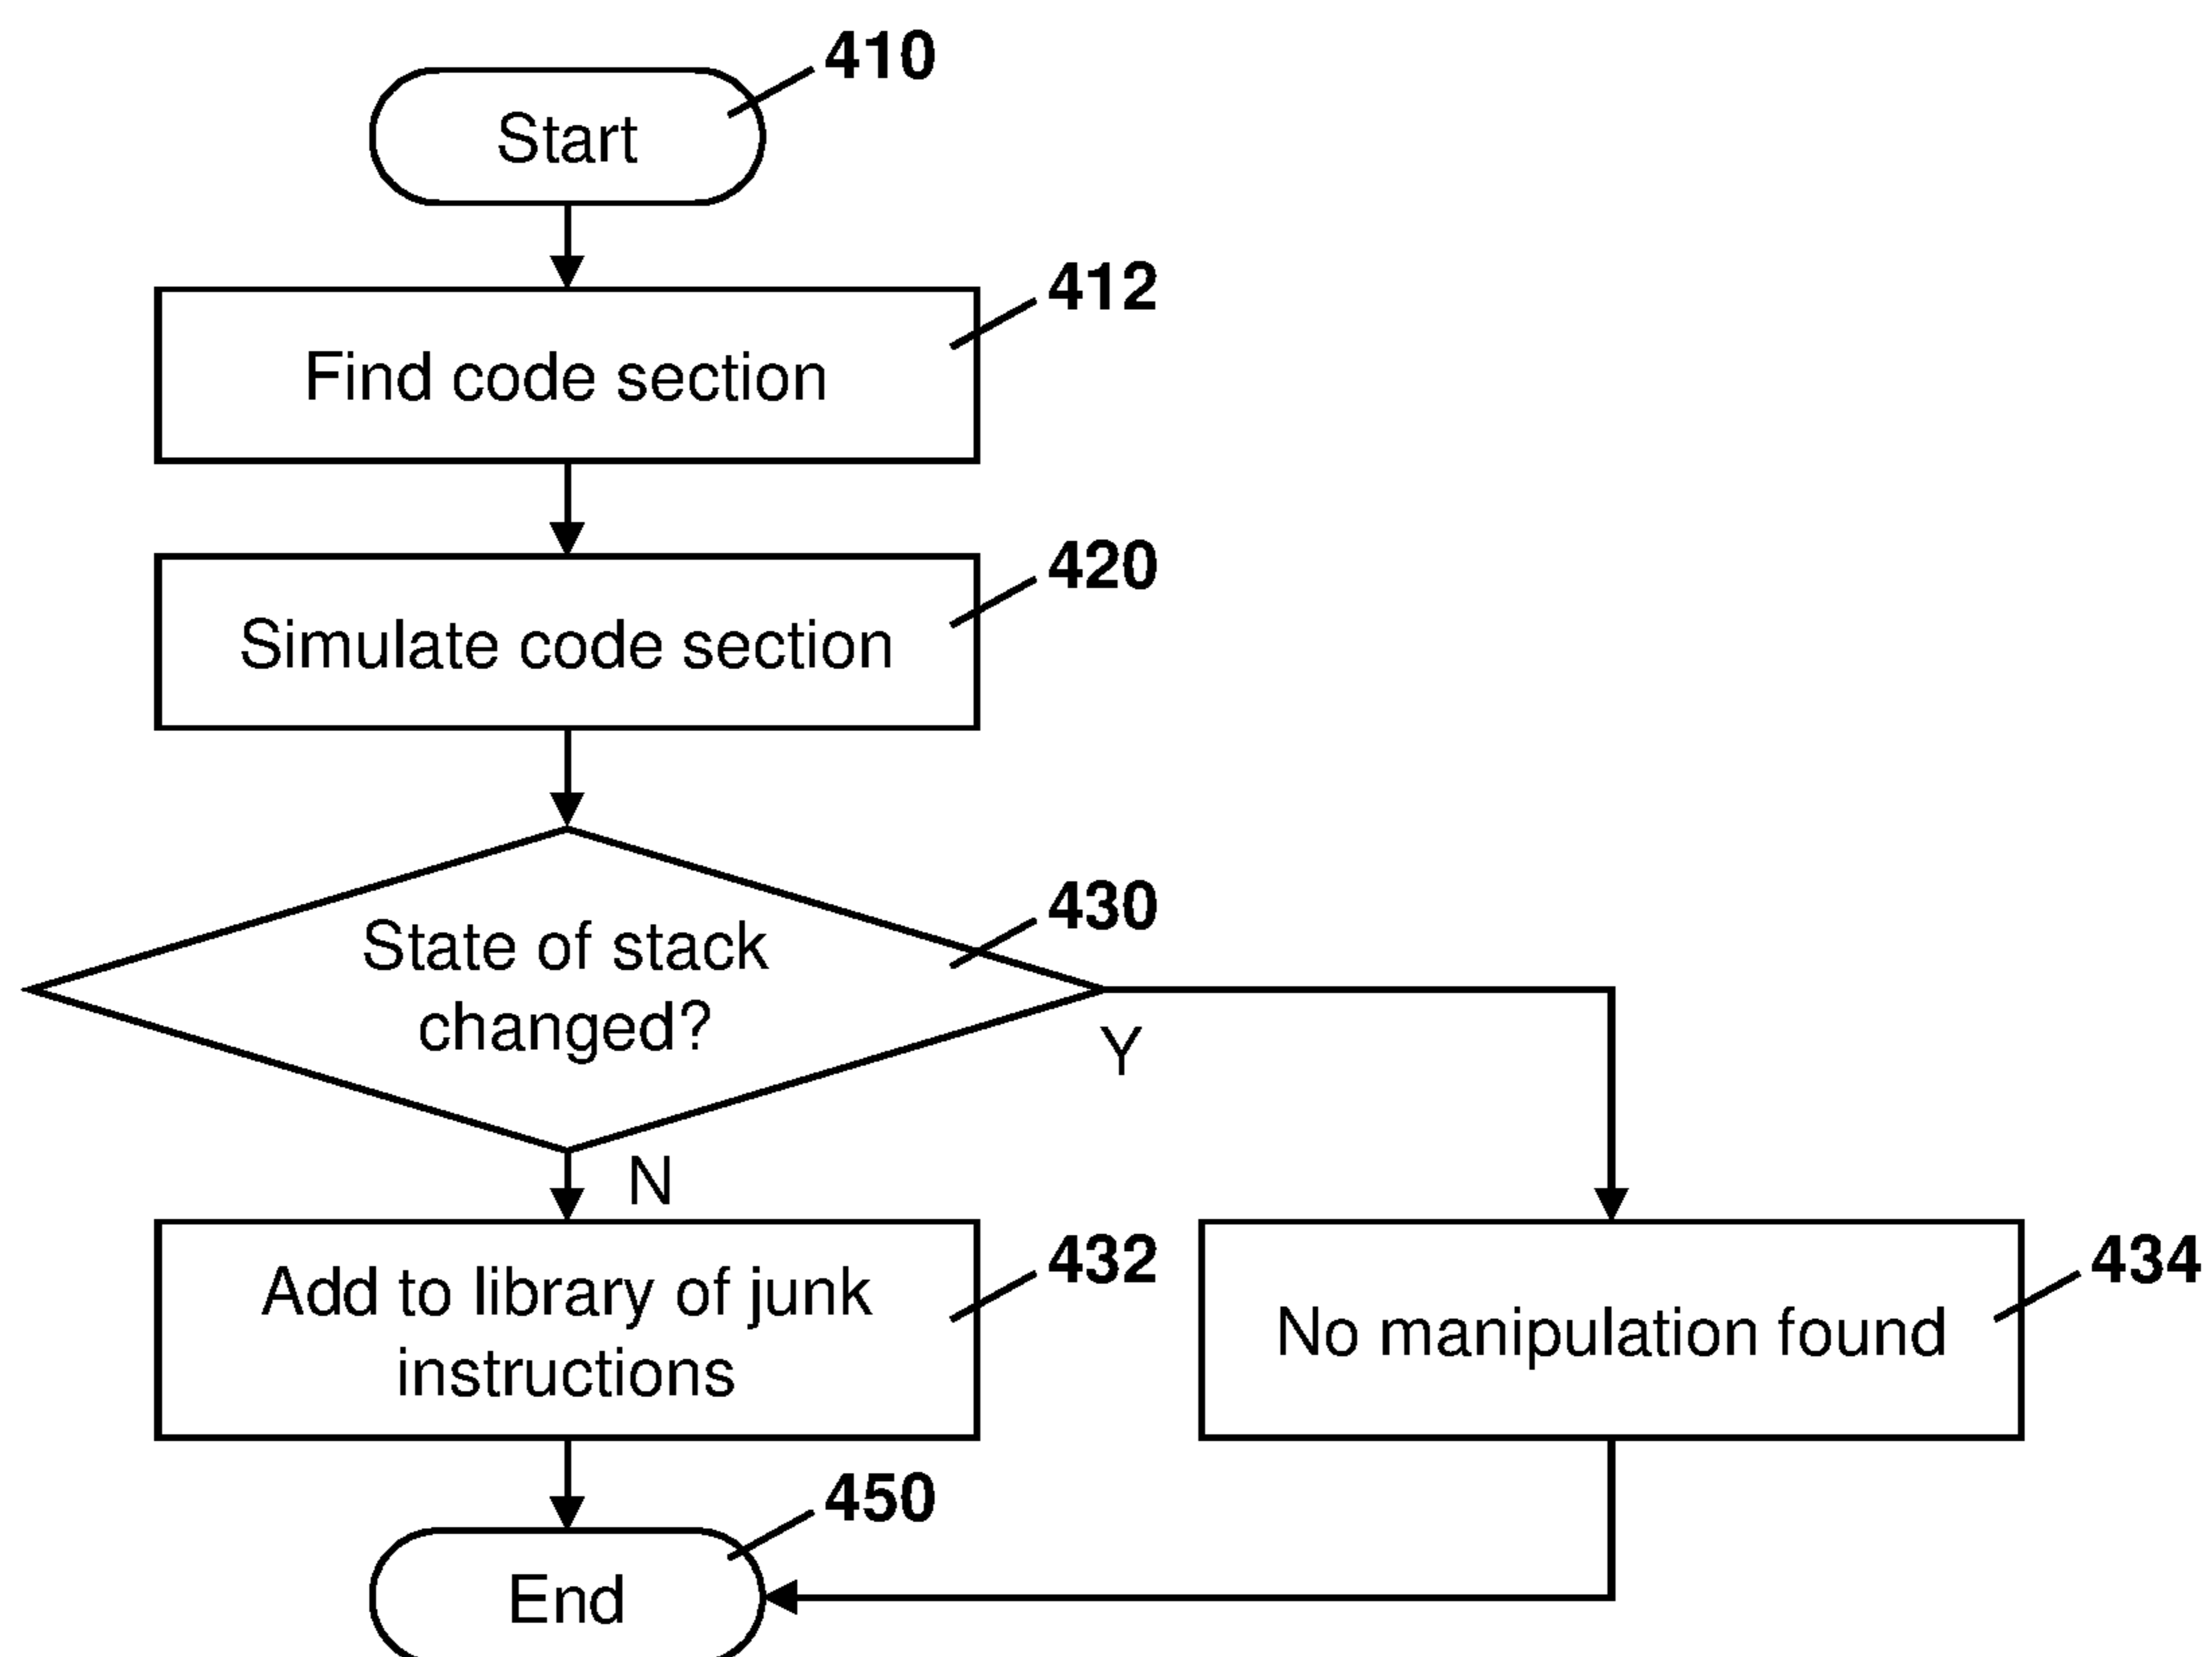 410
Start
412
Find code section
420
Simulate code section
430
State of stack
changed?
Y
N
432
Add to library of junk
instructions
434
No manipulation found
450
End